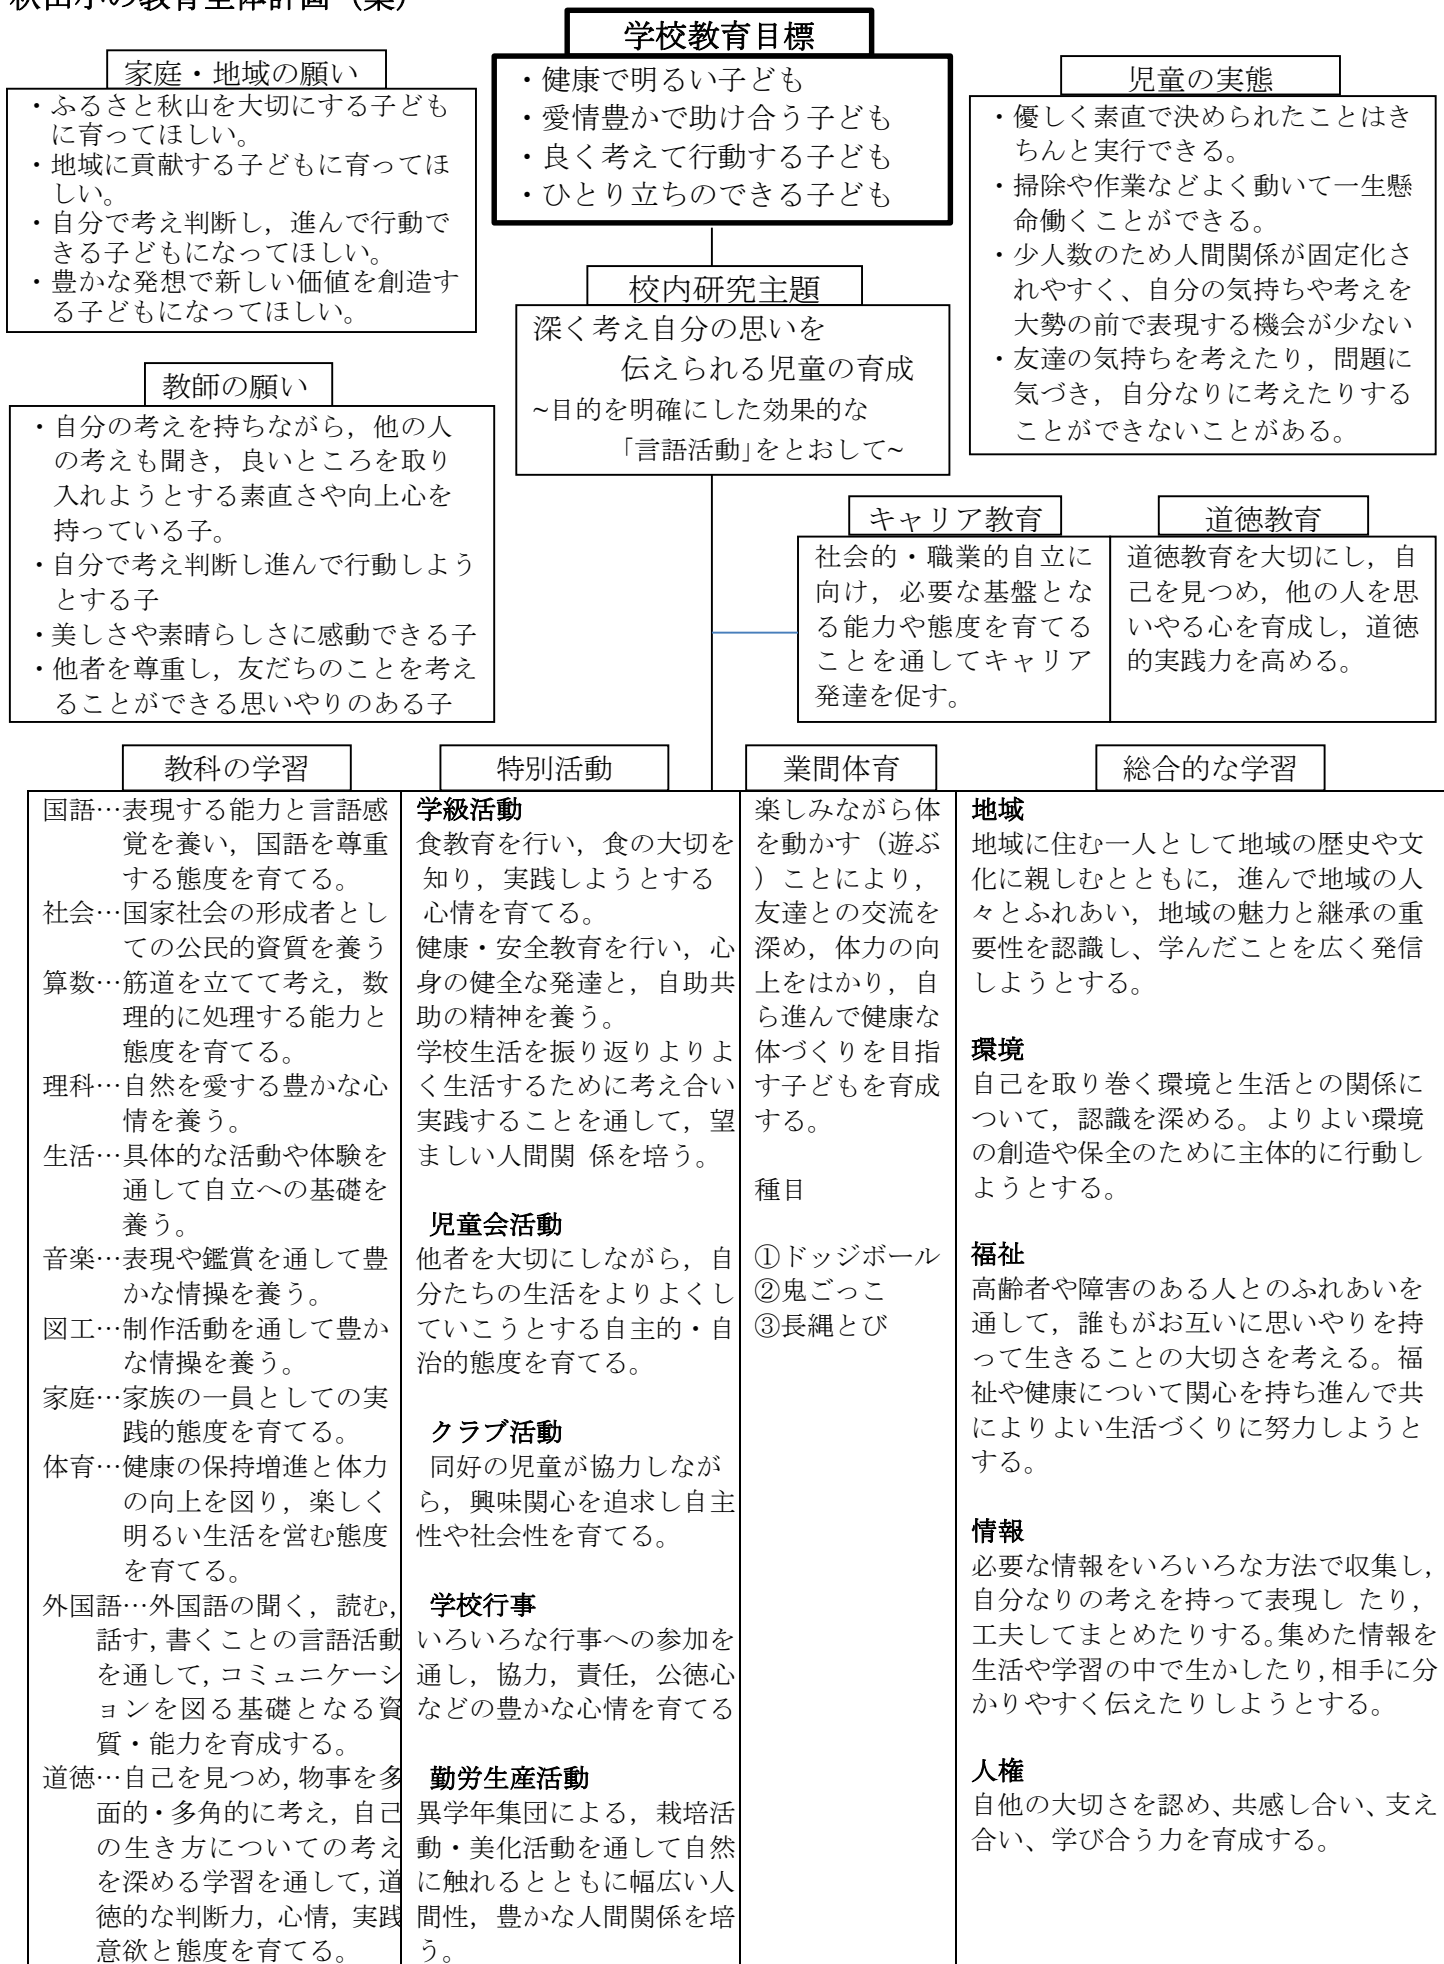 秋山小の教育全体計画（案）
学校教育目標
・健康で明るい子ども
・愛情豊かで助け合う子ども
・良く考えて行動する子ども
・ひとり立ちのできる子ども
家庭・地域の願い
・ふるさと秋山を大切にする子ども
に育ってほしい。
・地域に貢献する子どもに育ってほ
しい。
・自分で考え判断し，進んで行動で
きる子どもになってほしい。
・豊かな発想で新しい価値を創造す
る子どもになってほしい。
児童の実態
・優しく素直で決められたことはき
ちんと実行できる。
・掃除や作業などよく動いて一生懸
命働くことができる。
・少人数のため人間関係が固定化さ
れやすく、自分の気持ちや考えを
大勢の前で表現する機会が少ない
・友達の気持ちを考えたり，問題に
気づき，自分なりに考えたりする
ことができないことがある。
校内研究主題
深く考え自分の思いを
伝えられる児童の育成
~目的を明確にした効果的な
「言語活動」をとおして~
教師の願い
・自分の考えを持ちながら，他の人
の考えも聞き，良いところを取り
入れようとする素直さや向上心を
持っている子。
・自分で考え判断し進んで行動しよう
とする子
・美しさや素晴らしさに感動できる子
・他者を尊重し，友だちのことを考え
ることができる思いやりのある子
キャリア教育
社会的・職業的自立に
向け，必要な基盤とな
る能力や態度を育てる
ことを通してキャリア
発達を促す。
道徳教育
道徳教育を大切にし，自
己を見つめ，他の人を思
いやる心を育成し，道徳
的実践力を高める。
教科の学習
国語…表現する能力と言語感
覚を養い，国語を尊重
する態度を育てる。
社会…国家社会の形成者とし
ての公民的資質を養う
算数…筋道を立てて考え，数
理的に処理する能力と
態度を育てる。
理科…自然を愛する豊かな心
情を養う。
生活…具体的な活動や体験を
通して自立への基礎を
養う。
音楽…表現や鑑賞を通して豊
かな情操を養う。
図工…制作活動を通して豊か
な情操を養う。
家庭…家族の一員としての実
践的態度を育てる。
体育…健康の保持増進と体力
の向上を図り，楽しく
明るい生活を営む態度
を育てる。
外国語…外国語の聞く，読む，
話す，書くことの言語活動
を通して，コミュニケーシ
ョンを図る基礎となる資
質・能力を育成する。
道徳…自己を見つめ，物事を多
面的・多角的に考え，自己
の生き方についての考え
を深める学習を通して，道
徳的な判断力，心情，実践
意欲と態度を育てる。
特別活動
学級活動
食教育を行い，食の大切を
知り，実践しようとする
心情を育てる。
健康・安全教育を行い，心
身の健全な発達と，自助共
助の精神を養う。
学校生活を振り返りよりよ
く生活するために考え合い
実践することを通して，望
ましい人間関 係を培う。
児童会活動
他者を大切にしながら，自
分たちの生活をよりよくし
ていこうとする自主的・自
治的態度を育てる。
クラブ活動
同好の児童が協力しなが
ら，興味関心を追求し自主
性や社会性を育てる。
学校行事
いろいろな行事への参加を
通し，協力，責任，公徳心
などの豊かな心情を育てる
勤労生産活動
異学年集団による，栽培活
動・美化活動を通して自然
に触れるとともに幅広い人
間性，豊かな人間関係を培
う。
業間体育
楽しみながら体
を動かす（遊ぶ
）ことにより，
友達との交流を
深め，体力の向
上をはかり，自
ら進んで健康な
体づくりを目指
す子どもを育成
する。
種目
①ドッジボール
②鬼ごっこ
③長縄とび
総合的な学習
地域
地域に住む一人として地域の歴史や文
化に親しむとともに，進んで地域の人
々とふれあい，地域の魅力と継承の重
要性を認識し、学んだことを広く発信
しようとする。
環境
自己を取り巻く環境と生活との関係に
ついて，認識を深める。よりよい環境
の創造や保全のために主体的に行動し
ようとする。
福祉
高齢者や障害のある人とのふれあいを
通して，誰もがお互いに思いやりを持
って生きることの大切さを考える。福
祉や健康について関心を持ち進んで共
によりよい生活づくりに努力しようと
する。
情報
必要な情報をいろいろな方法で収集し，
自分なりの考えを持って表現し たり，
工夫してまとめたりする。集めた情報を
生活や学習の中で生かしたり，相手に分
かりやすく伝えたりしようとする。
人権
自他の大切さを認め、共感し合い、支え
合い、学び合う力を育成する。